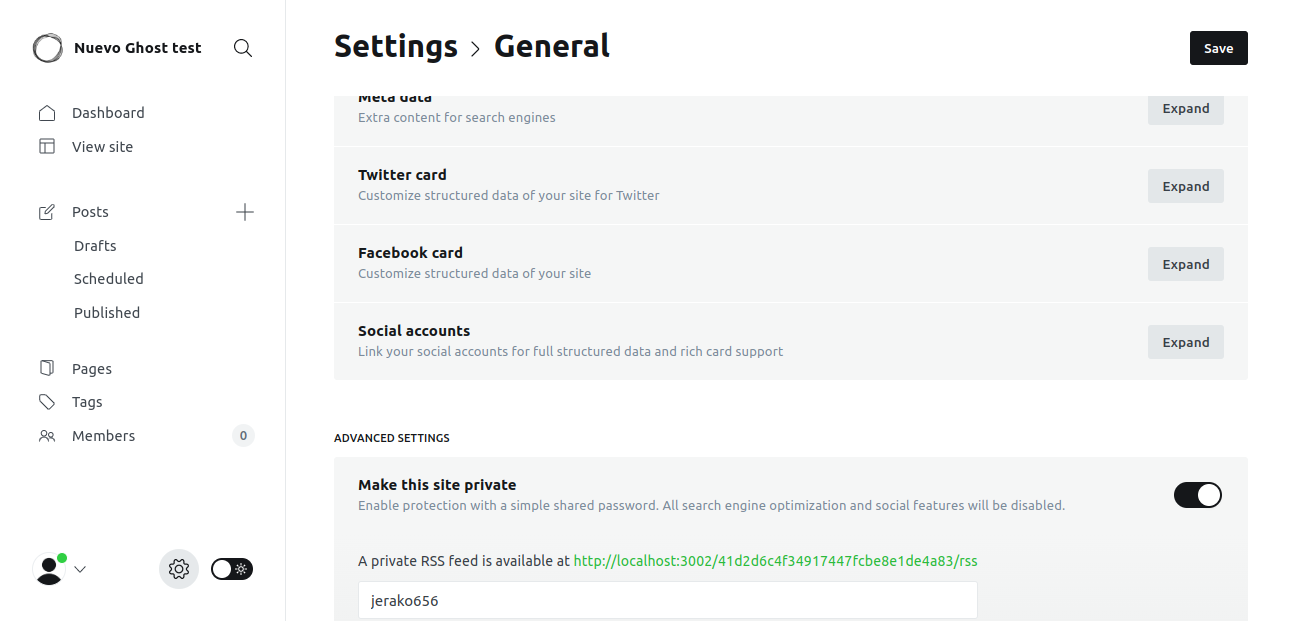 Nuevo Ghost test
Dashboard
View site
Posts
Drafts
Scheduled
Published
Pages
Tags
Members 0
Settings > General
Save
Meta data
Extra content for search engines
Expand
Twitter card
Customize structured data of your site for Twitter
Expand
Facebook card
Customize structured data of your site
Expand
Social accounts
Link your social accounts for full structured data and rich card support
Expand
ADVANCED SETTINGS
Make this site private
Enable protection with a simple shared password. All search engine optimization and social features will be disabled.
A private RSS feed is available at http://localhost:3002/41d2d6c4f34917447fcbe8e1de4a83/rss
jerako656